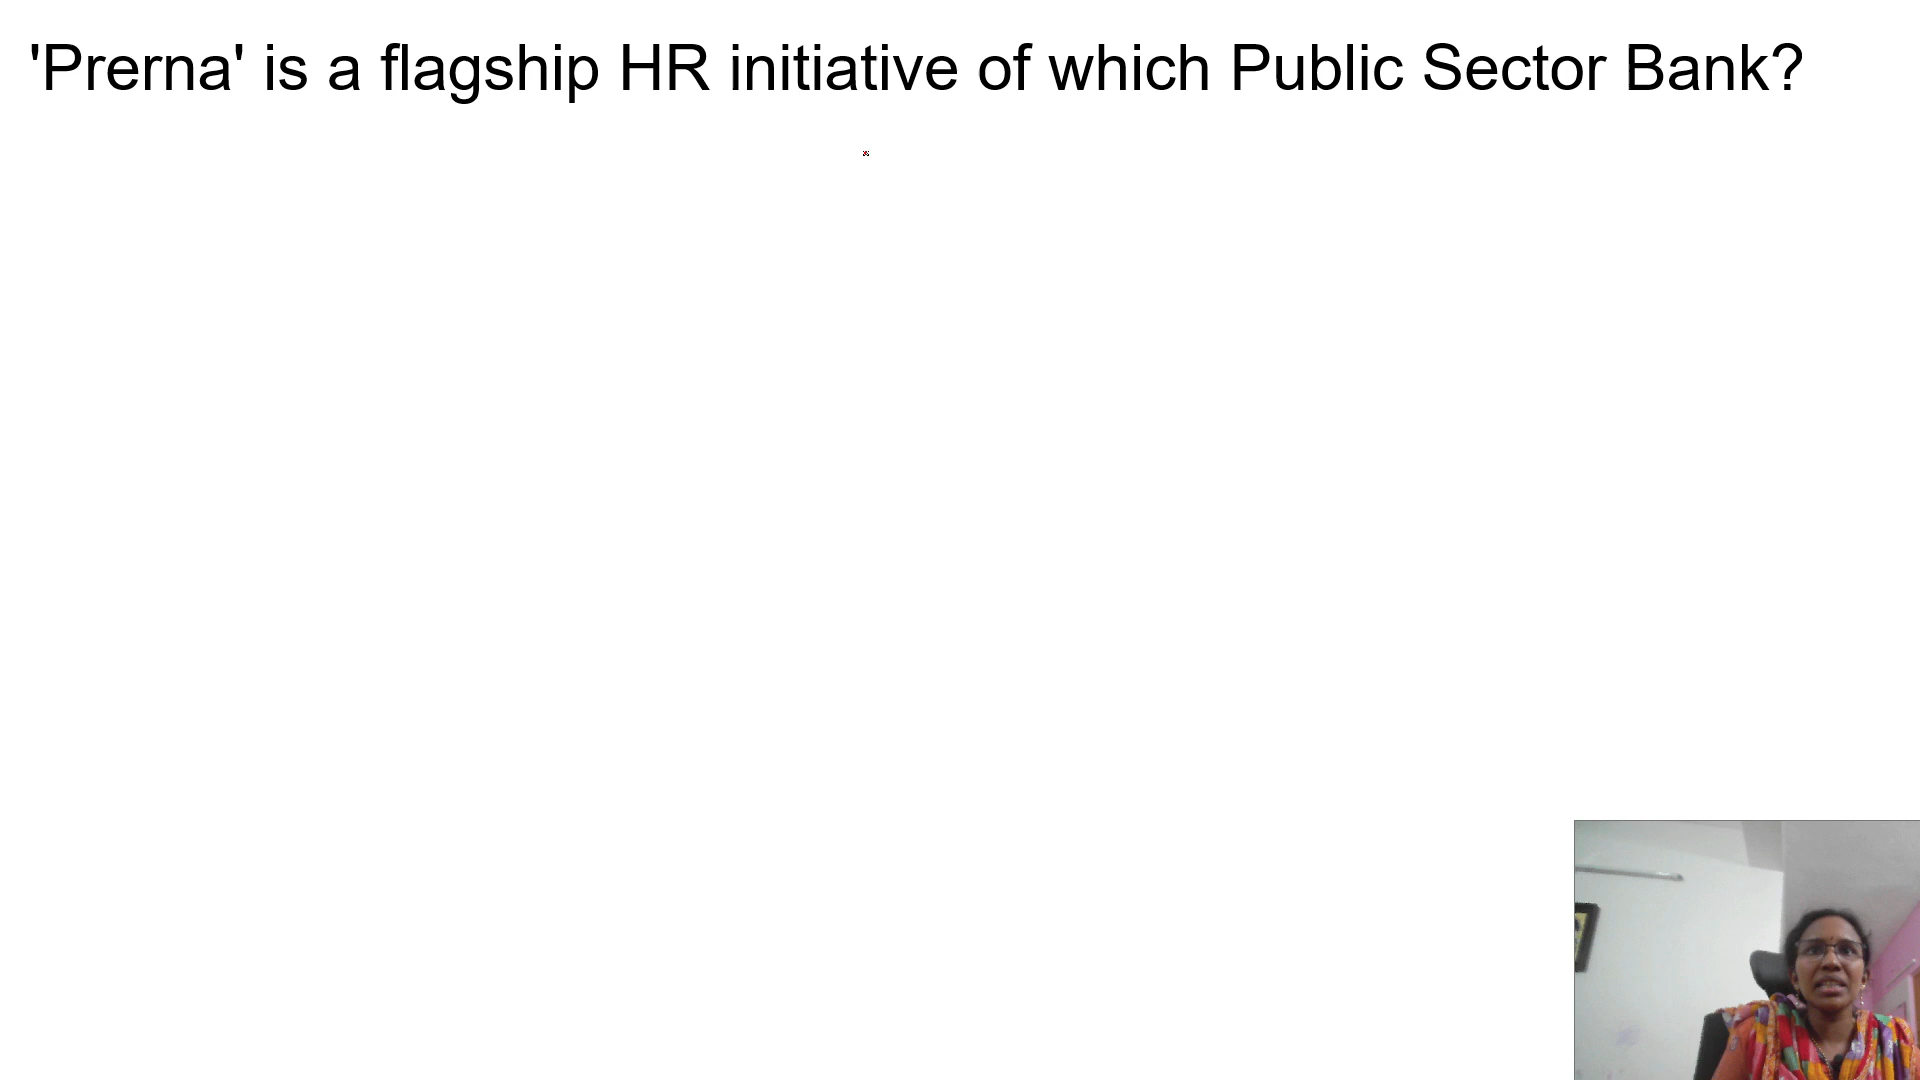 'Prerna' is a flagship HR initiative of which Public Sector Bank?